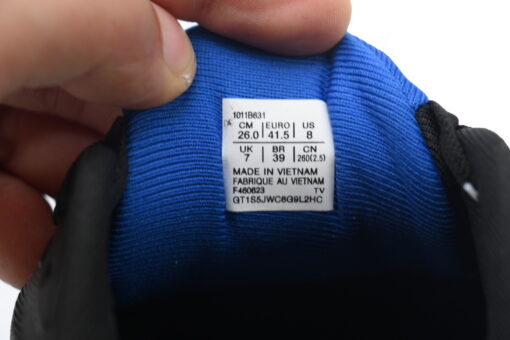 1011B631
CM | EURO | US
26.0 | 41.5 | 8
UK | BR | CN
7 | 39 | 260(2.5)
MADE IN VIETNAM
FABRIQUE AU VIETNAM
F460623 TV
GT1S5JWC6G9L2HC